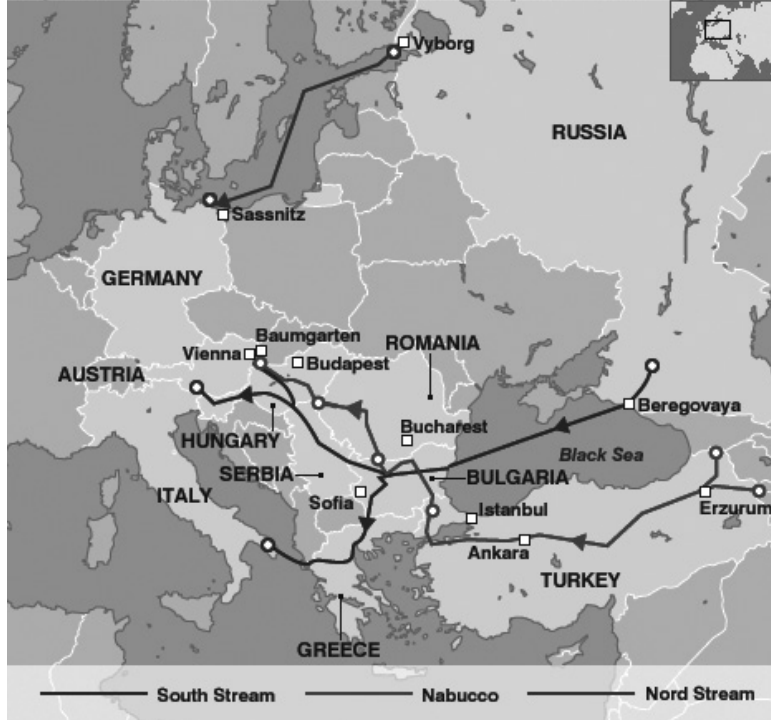 Vyborg
RUSSIA
Sassnitz
GERMANY
Baumgarten
Vienna
ROMANIA
Budapest
AUSTRIA
Beregovaya
Bucharest
HUNGARY
Black Sea
SERBIA
BULGARIA
ITALY
Sofia
Istanbul
Erzurum
Ankara
TURKEY
GREECE
South Stream
Nabucco
Nord Stream